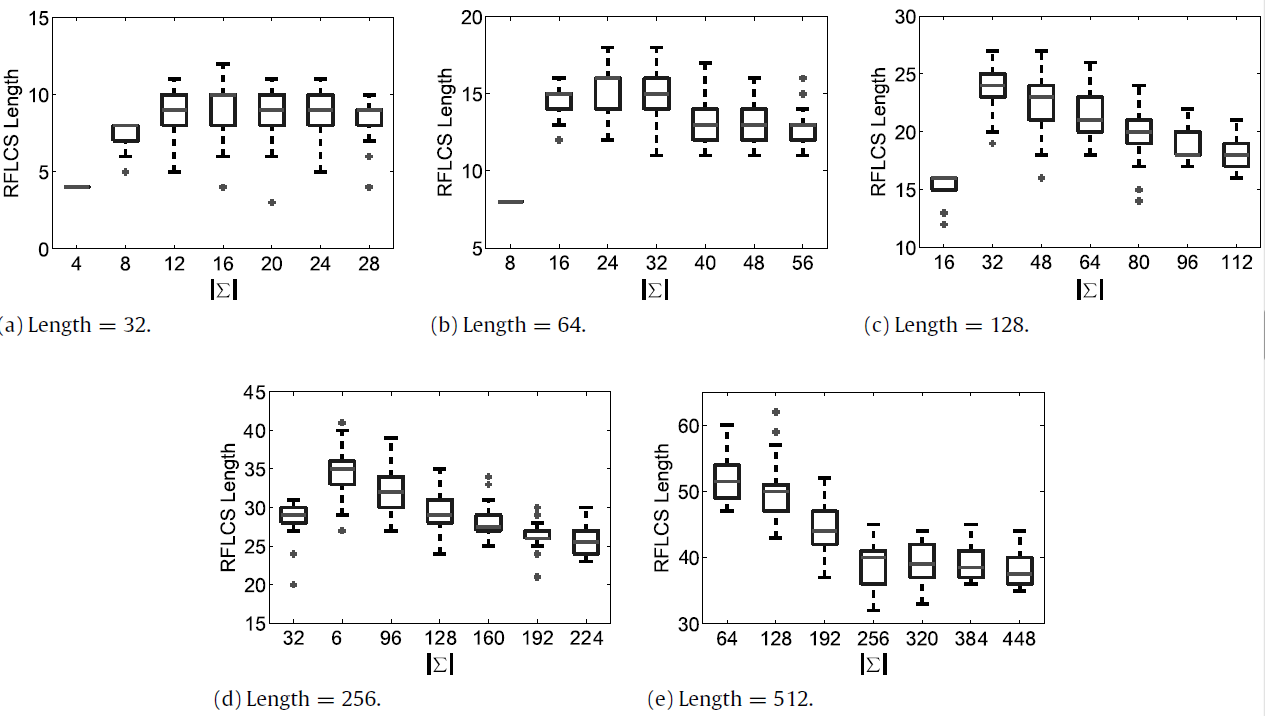 15
10
5
0
RFLCS Length
4 8 12 16 20 24 28
|Σ|
(a) Length = 32.
20
15
10
5
RFLCS Length
8 16 24 32 40 48 56
|Σ|
(b) Length = 64.
30
25
20
15
10
RFLCS Length
16 32 48 64 80 96 112
|Σ|
(c) Length = 128.
45
40
35
30
25
20
15
RFLCS Length
32 6 96 128 160 192 224
|Σ|
(d) Length = 256.
60
50
40
30
RFLCS Length
64 128 192 256 320 384 448
|Σ|
(e) Length = 512.